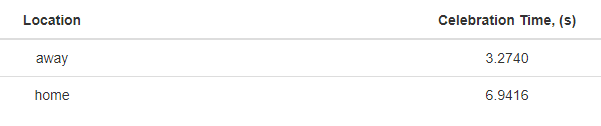 Location Celebration Time, (s)
away 3.2740
home 6.9416